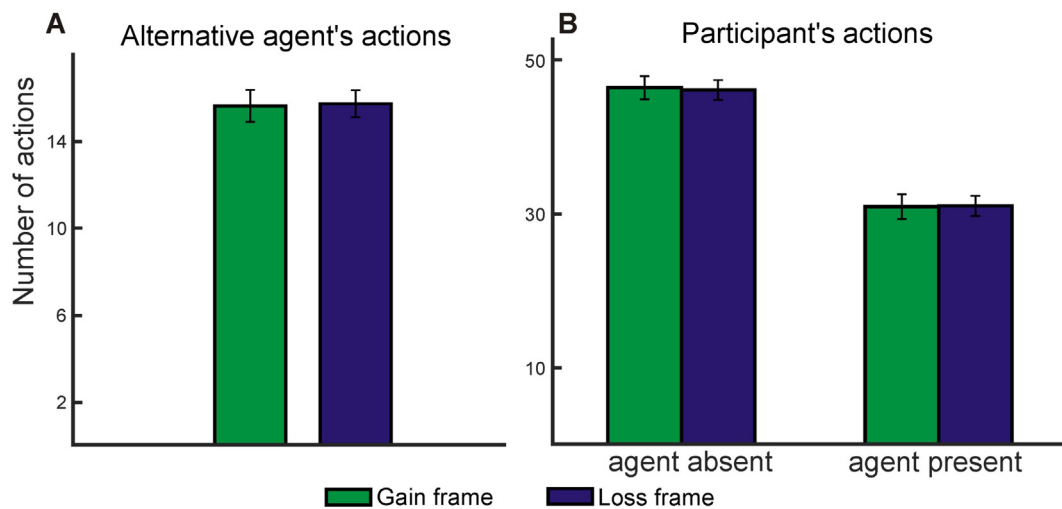 A
Alternative agent's actions
Number of actions
14
10
6
2
B
Participant's actions
50
30
10
agent absent
agent present
Gain frame
Loss frame